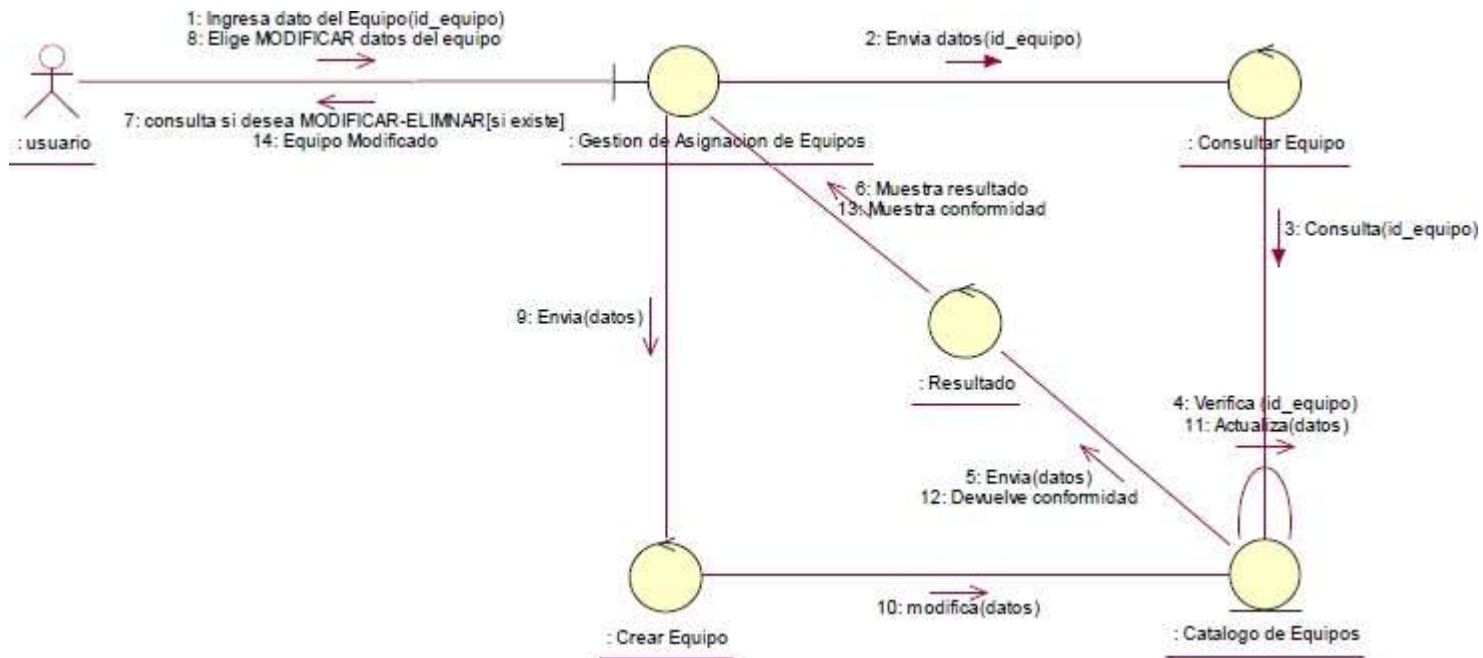 1: Ingresa dato del Equipo(id_equipo)
8: Elige MODIFICAR datos del equipo
2: Envia datos(id_equipo)
7: consulta si desea MODIFICAR-ELIMNAR[si existe]
14: Equipo Modificado
: usuario
: Gestion de Asignacion de Equipos
: Consultar Equipo
6: Muestra resultado
13: Muestra conformidad
3: Consulta(id_equipo)
9: Envia(datos)
: Resultado
4: Verifica (id_equipo)
11: Actualiza(datos)
5: Envia(datos)
12: Devuelve conformidad
10: modifica(datos)
: Crear Equipo
: Catalogo de Equipos